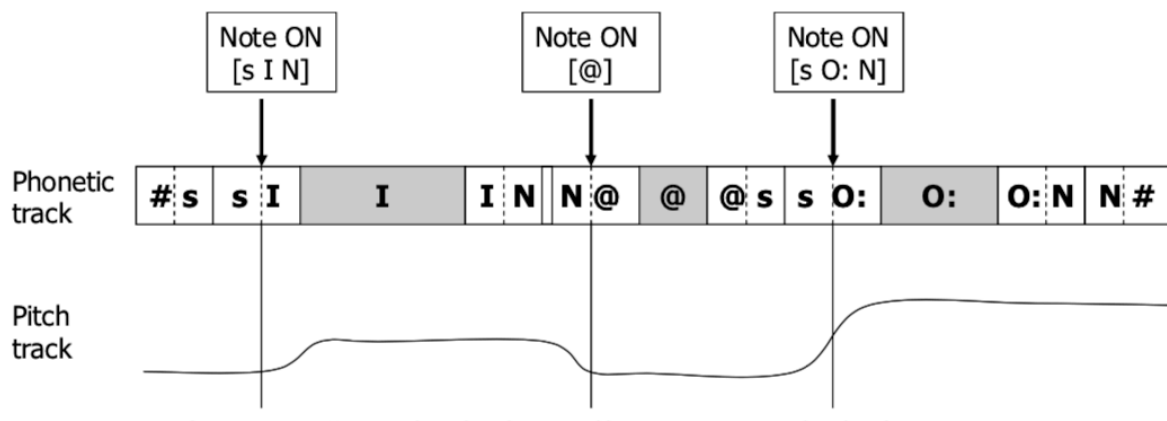 Note ON
[s I N]
Note ON
[@]
Note ON
[s O: N]
Phonetic
track
# s s I I I N N @ @ @ s s O: O: O: N N #
Pitch
track